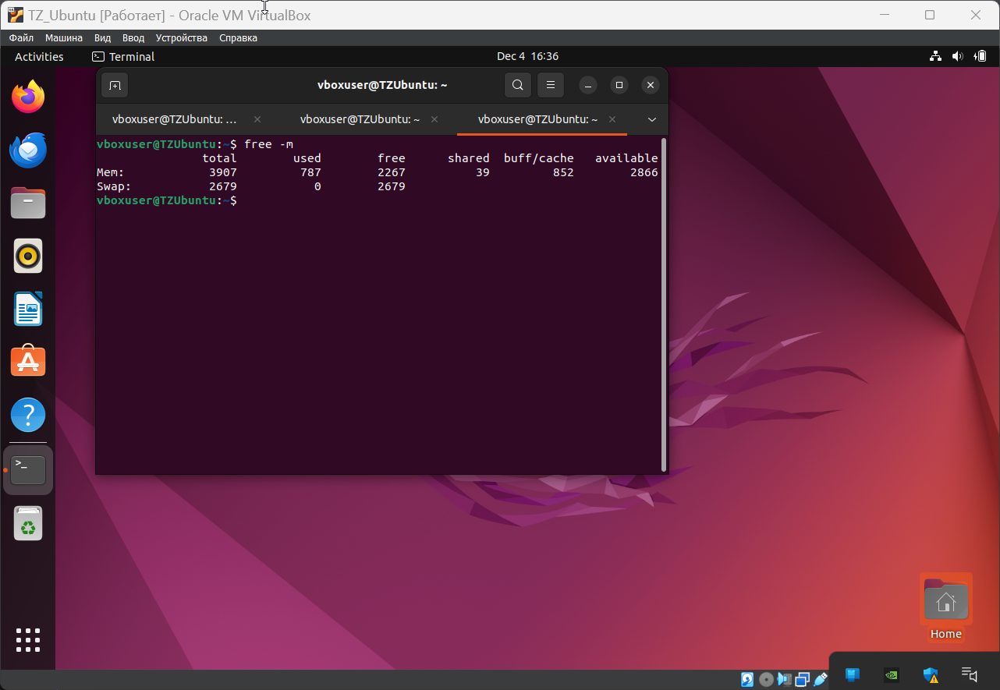 TZ_Ubuntu [Работает] - Oracle VM VirtualBox
Файл Машина Вид Ввод Устройства Справка
Activities Terminal Dec 4 16:36
vboxuser@TZUbuntu: ~
vboxuser@TZUbuntu: ... vboxuser@TZUbuntu: ~ vboxuser@TZUbuntu: ~
vboxuser@TZUbuntu:~$ free -m
total used free shared buff/cache available
Mem: 3907 787 2267 39 852 2866
Swap: 2679 0 2679
vboxuser@TZUbuntu:~$
Home